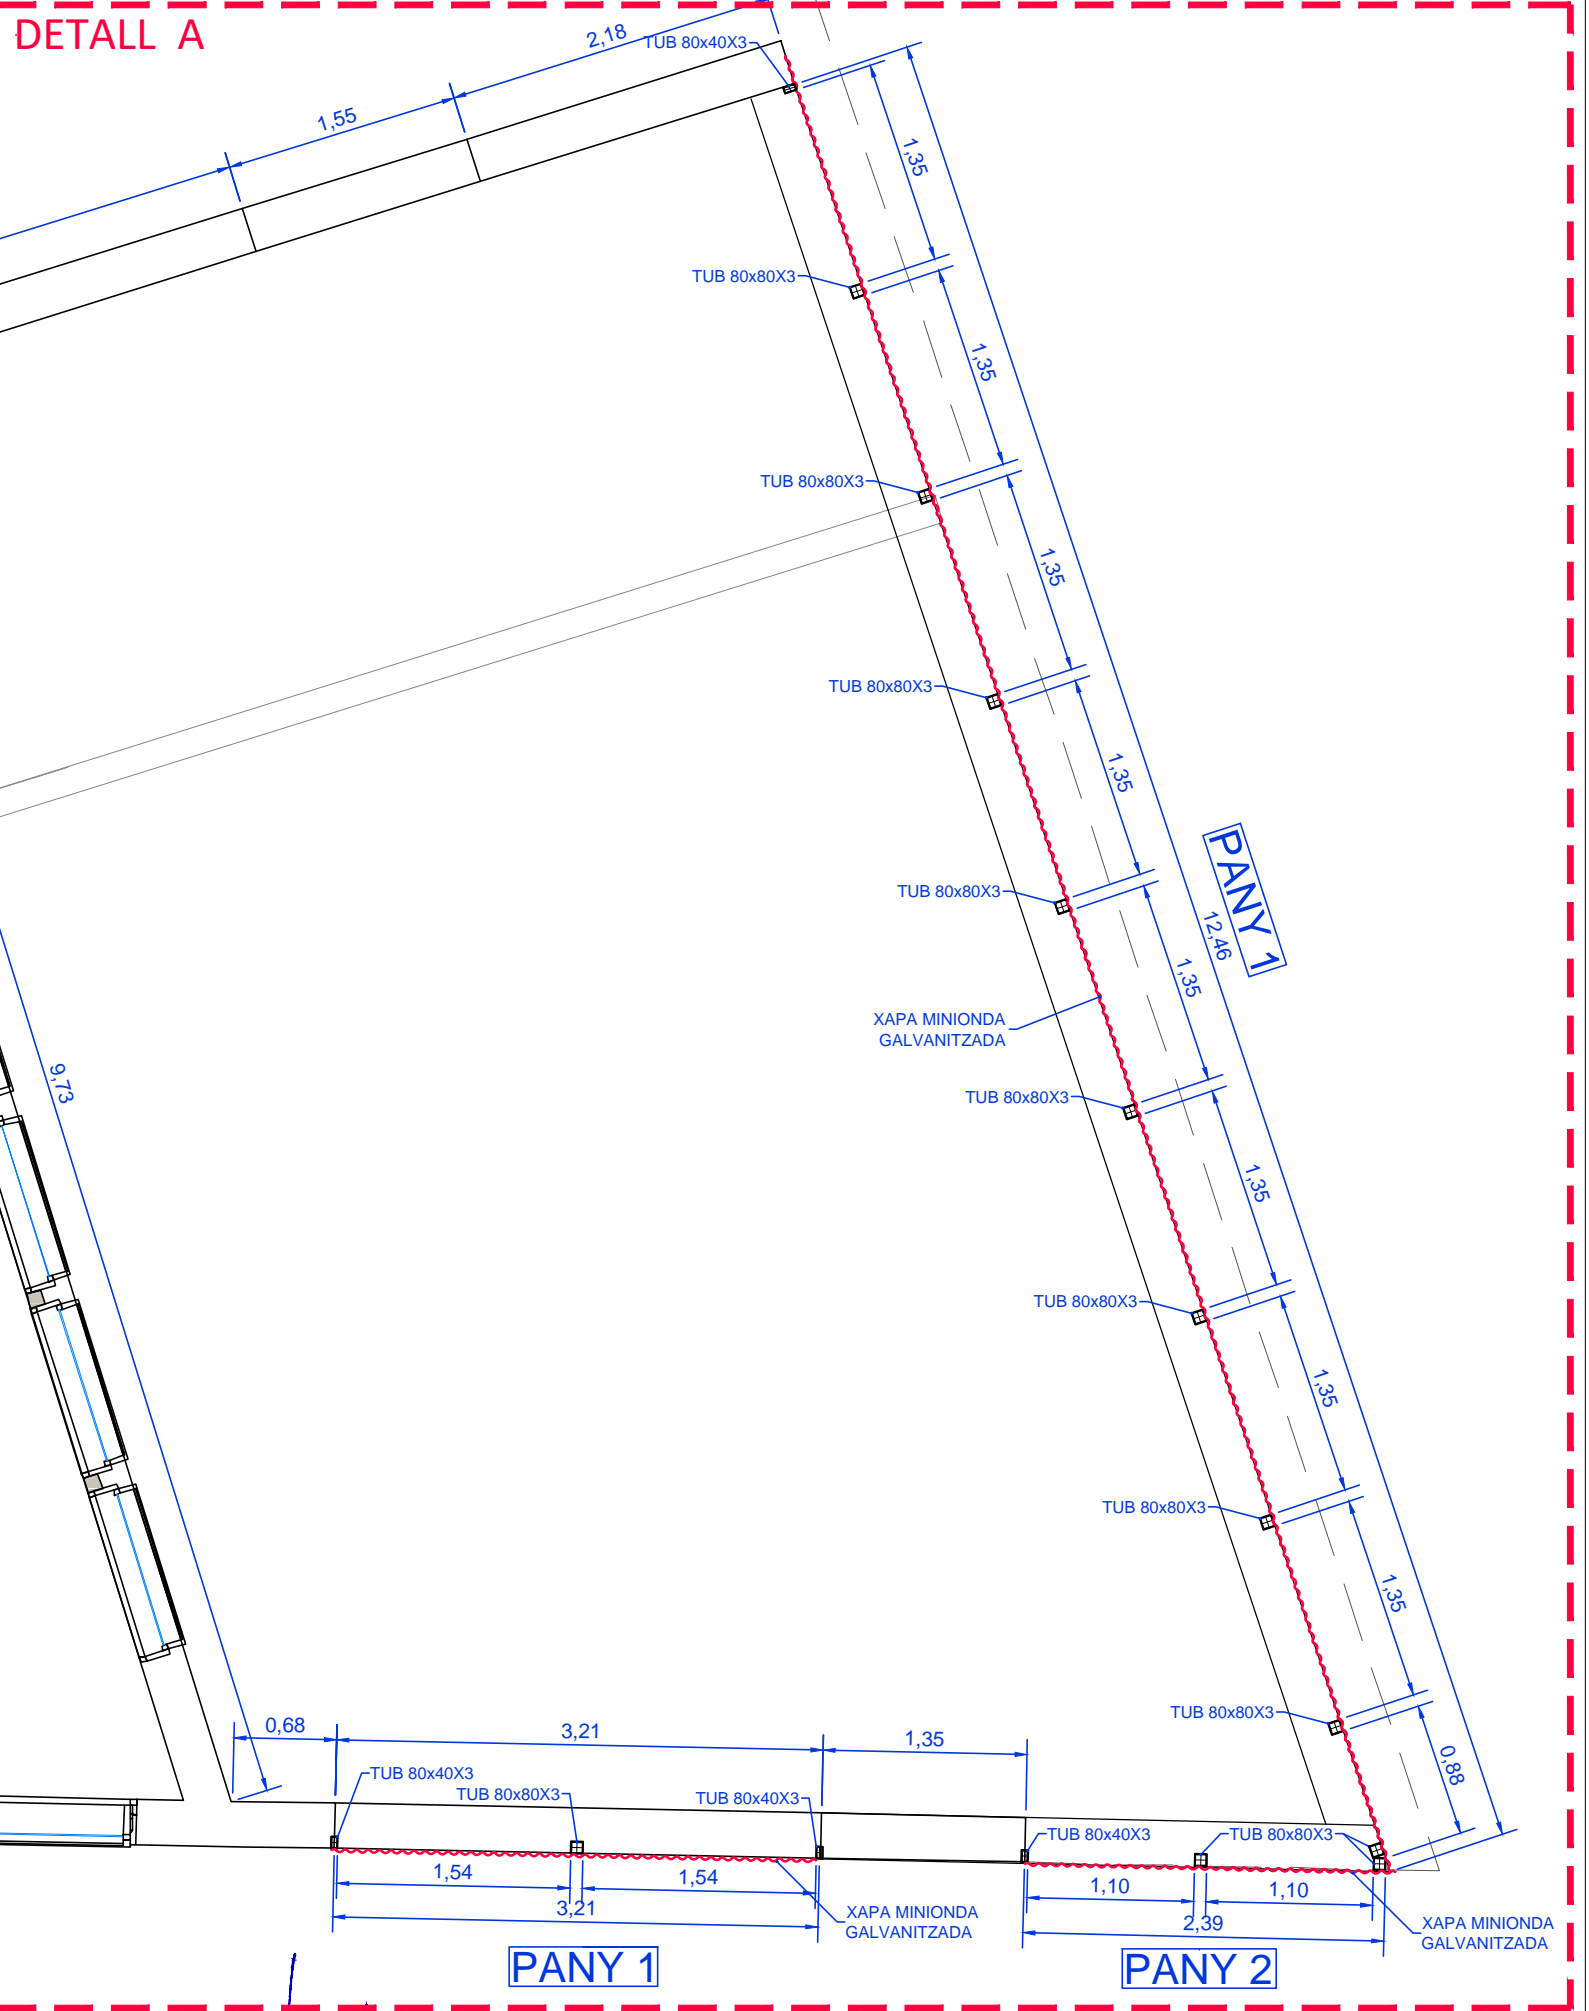 DETALL A
2,18
TUB 80x40X3
1,55
1,35
TUB 80x80X3
1,35
TUB 80x80X3
1,35
TUB 80x80X3
1,35
PANY 1
12,46
TUB 80x80X3
1,35
XAPA MINIONDA
GALVANITZADA
9,73
TUB 80x80X3
1,35
TUB 80x80X3
1,35
TUB 80x80X3
1,35
TUB 80x80X3
0,88
0,68
3,21
1,35
TUB 80x40X3
TUB 80x80X3
TUB 80x40X3
TUB 80x40X3
TUB 80x80X3
1,54
1,54
3,21
1,10
1,10
2,39
XAPA MINIONDA
GALVANITZADA
XAPA MINIONDA
GALVANITZADA
PANY 1
PANY 2